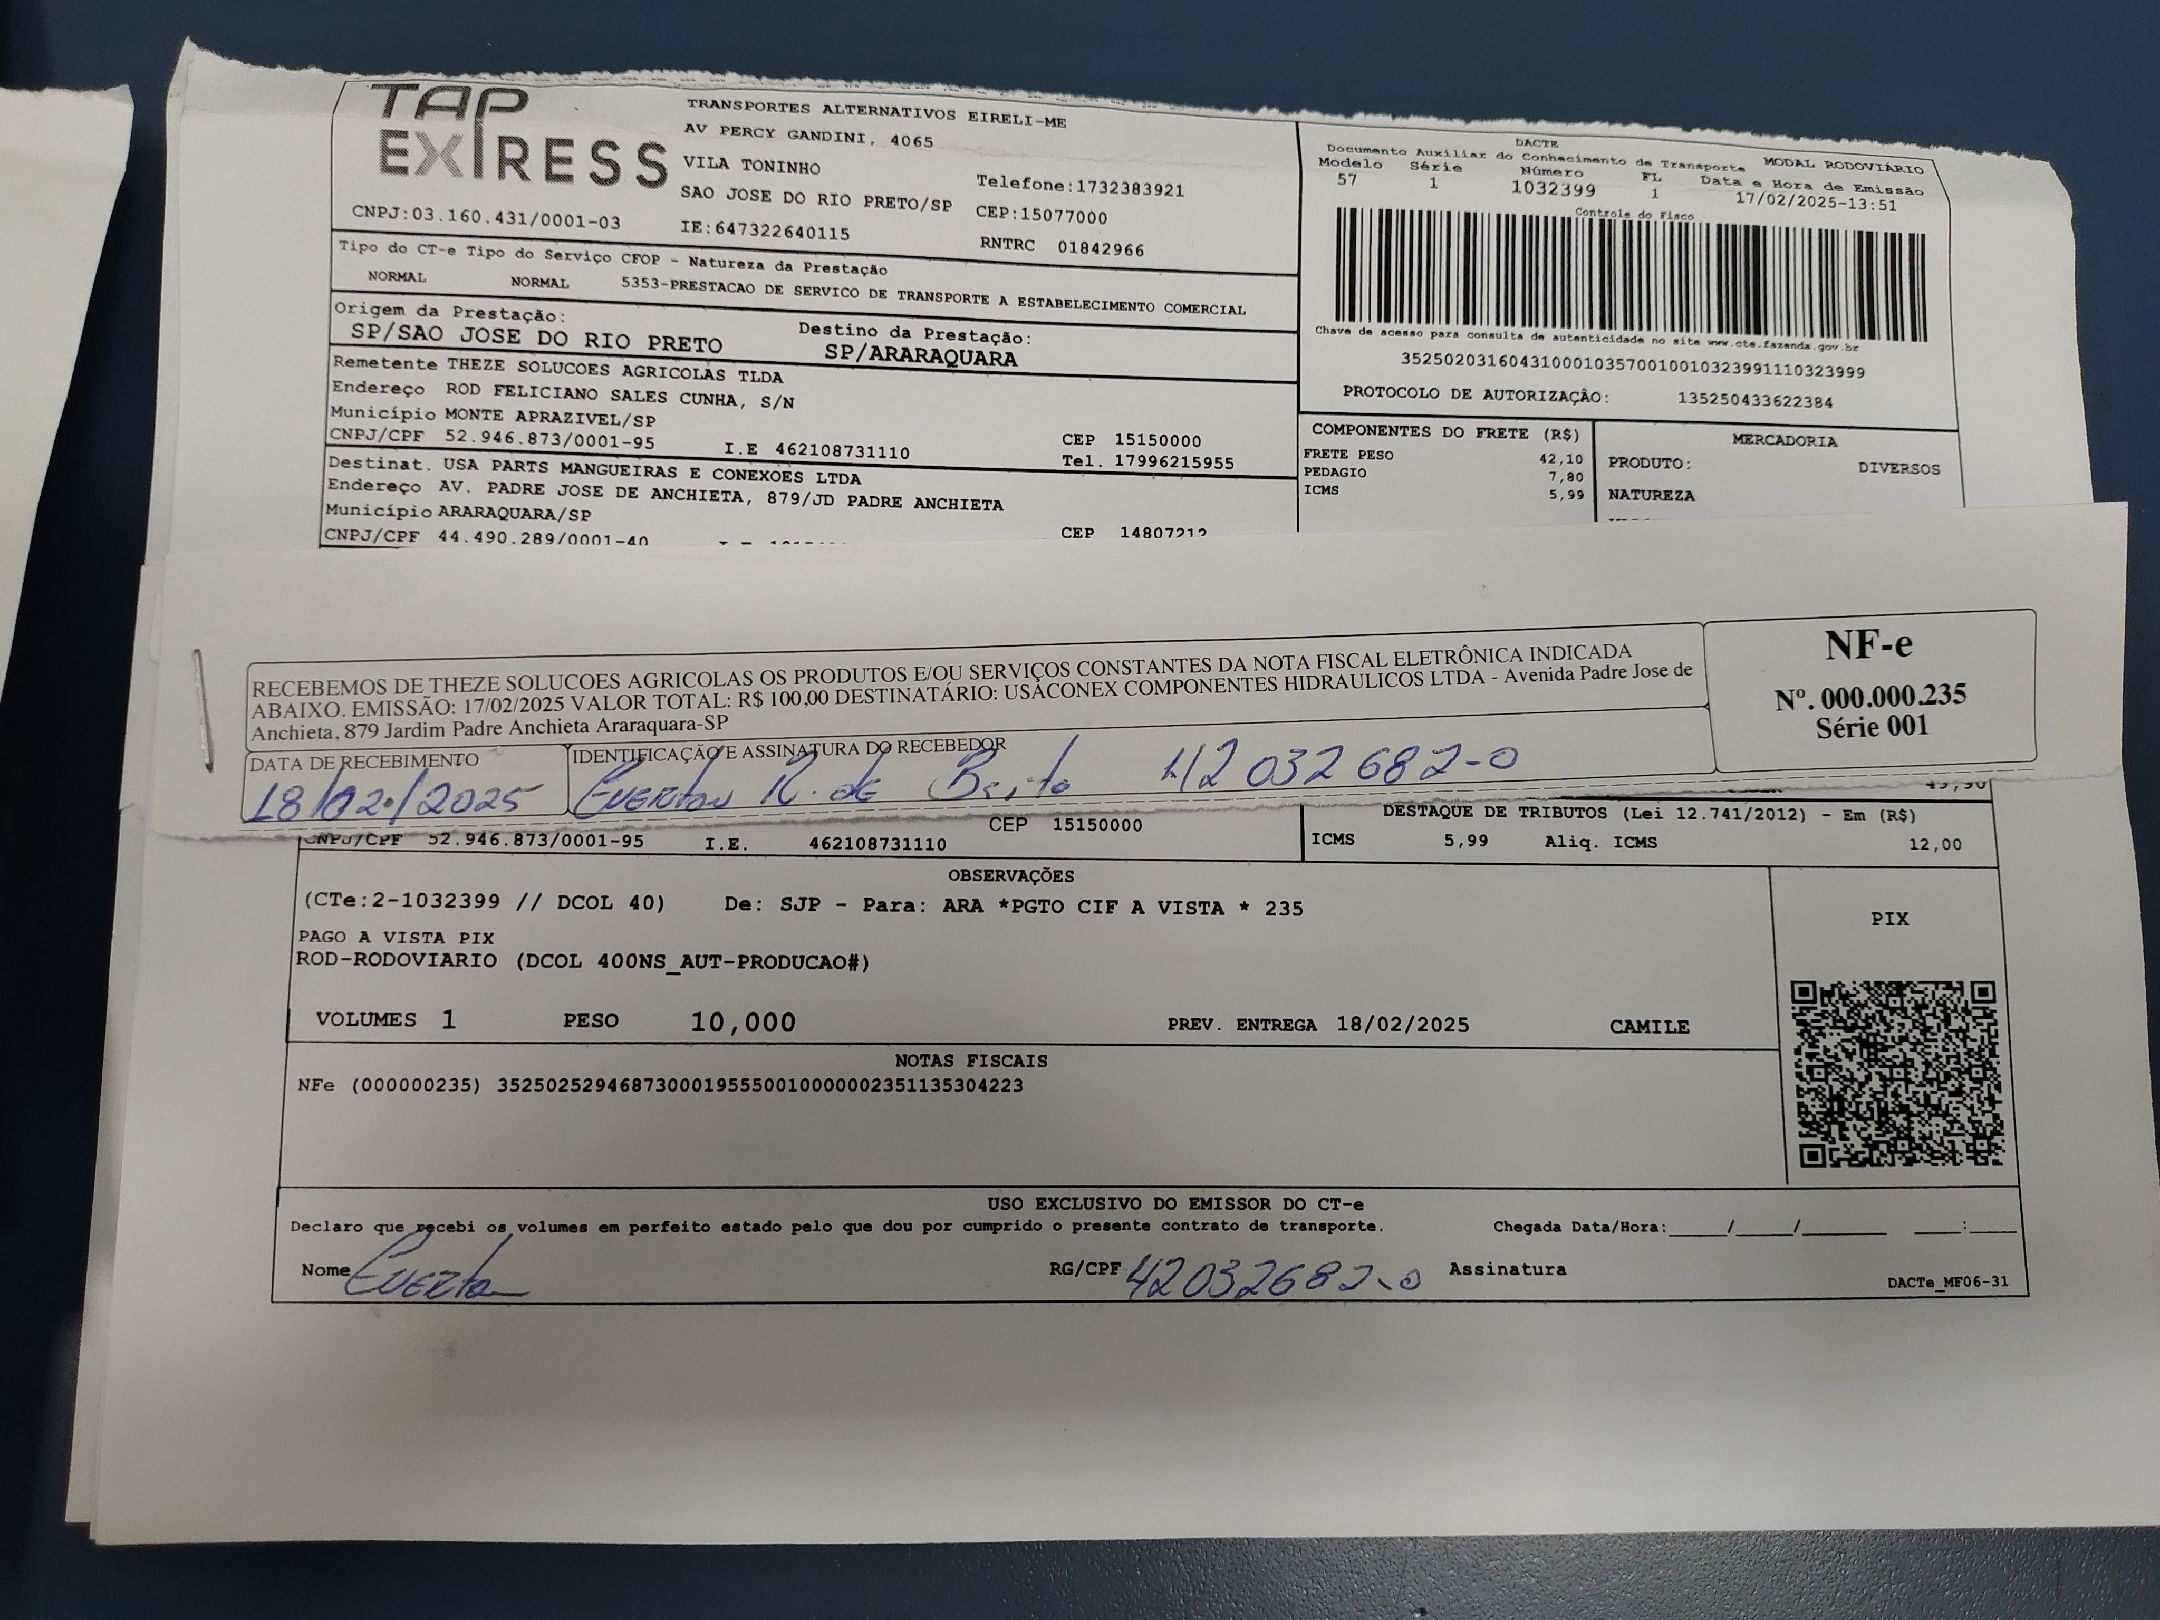 TAP EXPRESS
TRANSPORTES ALTERNATIVOS EIRELI-ME
AV PERCY GANDINI, 4065
VILA TONINHO
Telefone:1732383921
SAO JOSE DO RIO PRETO/SP CEP:15077000
CNPJ:03.160.431/0001-03 IE:647322640115 RNTRC 01842966
DACTE
Documento Auxiliar do Conhecimento de Transporte MODAL RODOVIÁRIO
Modelo Série Número FL Data e Hora de Emissão
57 1 1032399 1 17/02/2025-13:51
Controle do Fisco
Chave de acesso para consulta de autenticidade no site www.cte.fazenda.gov.br
35250203160431000103570010010323991110323999
PROTOCOLO DE AUTORIZAÇÃO: 135250433622384
Tipo do CT-e Tipo do Serviço CFOP - Natureza da Prestação
NORMAL NORMAL 5353-PRESTACAO DE SERVICO DE TRANSPORTE A ESTABELECIMENTO COMERCIAL
Origem da Prestação: Destino da Prestação:
SP/SAO JOSE DO RIO PRETO SP/ARARAQUARA
Remetente THEZE SOLUCOES AGRICOLAS TLDA
Endereço ROD FELICIANO SALES CUNHA, S/N
Município MONTE APRAZIVEL/SP CEP 15150000
CNPJ/CPF 52.946.873/0001-95 I.E 462108731110 Tel. 17996215955
Destinat. USA PARTS MANGUEIRAS E CONEXOES LTDA
Endereço AV. PADRE JOSE DE ANCHIETA, 879/JD PADRE ANCHIETA
Município ARARAQUARA/SP CEP 14807212
CNPJ/CPF 44.490.289/0001-40
COMPONENTES DO FRETE (R$)
FRETE PESO 42,10
PEDAGIO 7,80
ICMS 5,99
MERCADORIA
PRODUTO: DIVERSOS
NATUREZA
RECEBEMOS DE THEZE SOLUCOES AGRICOLAS OS PRODUTOS E/OU SERVIÇOS CONSTANTES DA NOTA FISCAL ELETRÔNICA INDICADA
ABAIXO. EMISSÃO: 17/02/2025 VALOR TOTAL: R$ 100,00 DESTINATÁRIO: USACONEX COMPONENTES HIDRAULICOS LTDA - Avenida Padre Jose de
Anchieta, 879 Jardim Padre Anchieta Araraquara-SP
NF-e
Nº. 000.000.235
Série 001
DATA DE RECEBIMENTO IDENTIFICAÇÃO E ASSINATURA DO RECEBEDOR
18/02/2025 Everton R. de Brito 42032682-0
CEP 15150000
CNPJ/CPF 52.946.873/0001-95 I.E. 462108731110
DESTAQUE DE TRIBUTOS (Lei 12.741/2012) - Em (R$)
ICMS 5,99 Aliq. ICMS 12,00
OBSERVAÇÕES
(CTe:2-1032399 // DCOL 40) De: SJP - Para: ARA *PGTO CIF A VISTA * 235
PAGO A VISTA PIX
ROD-RODOVIARIO (DCOL 400NS_AUT-PRODUCAO#)
PIX
VOLUMES 1 PESO 10,000 PREV. ENTREGA 18/02/2025 CAMILE
NOTAS FISCAIS
NFe (000000235) 35250252946873000195550010000002351135304223
USO EXCLUSIVO DO EMISSOR DO CT-e
Declaro que recebi os volumes em perfeito estado pelo que dou por cumprido o presente contrato de transporte. Chegada Data/Hora:_____/_____/________ ____:____
Nome Everton RG/CPF 42032682-0 Assinatura
DACTe_MF06-31